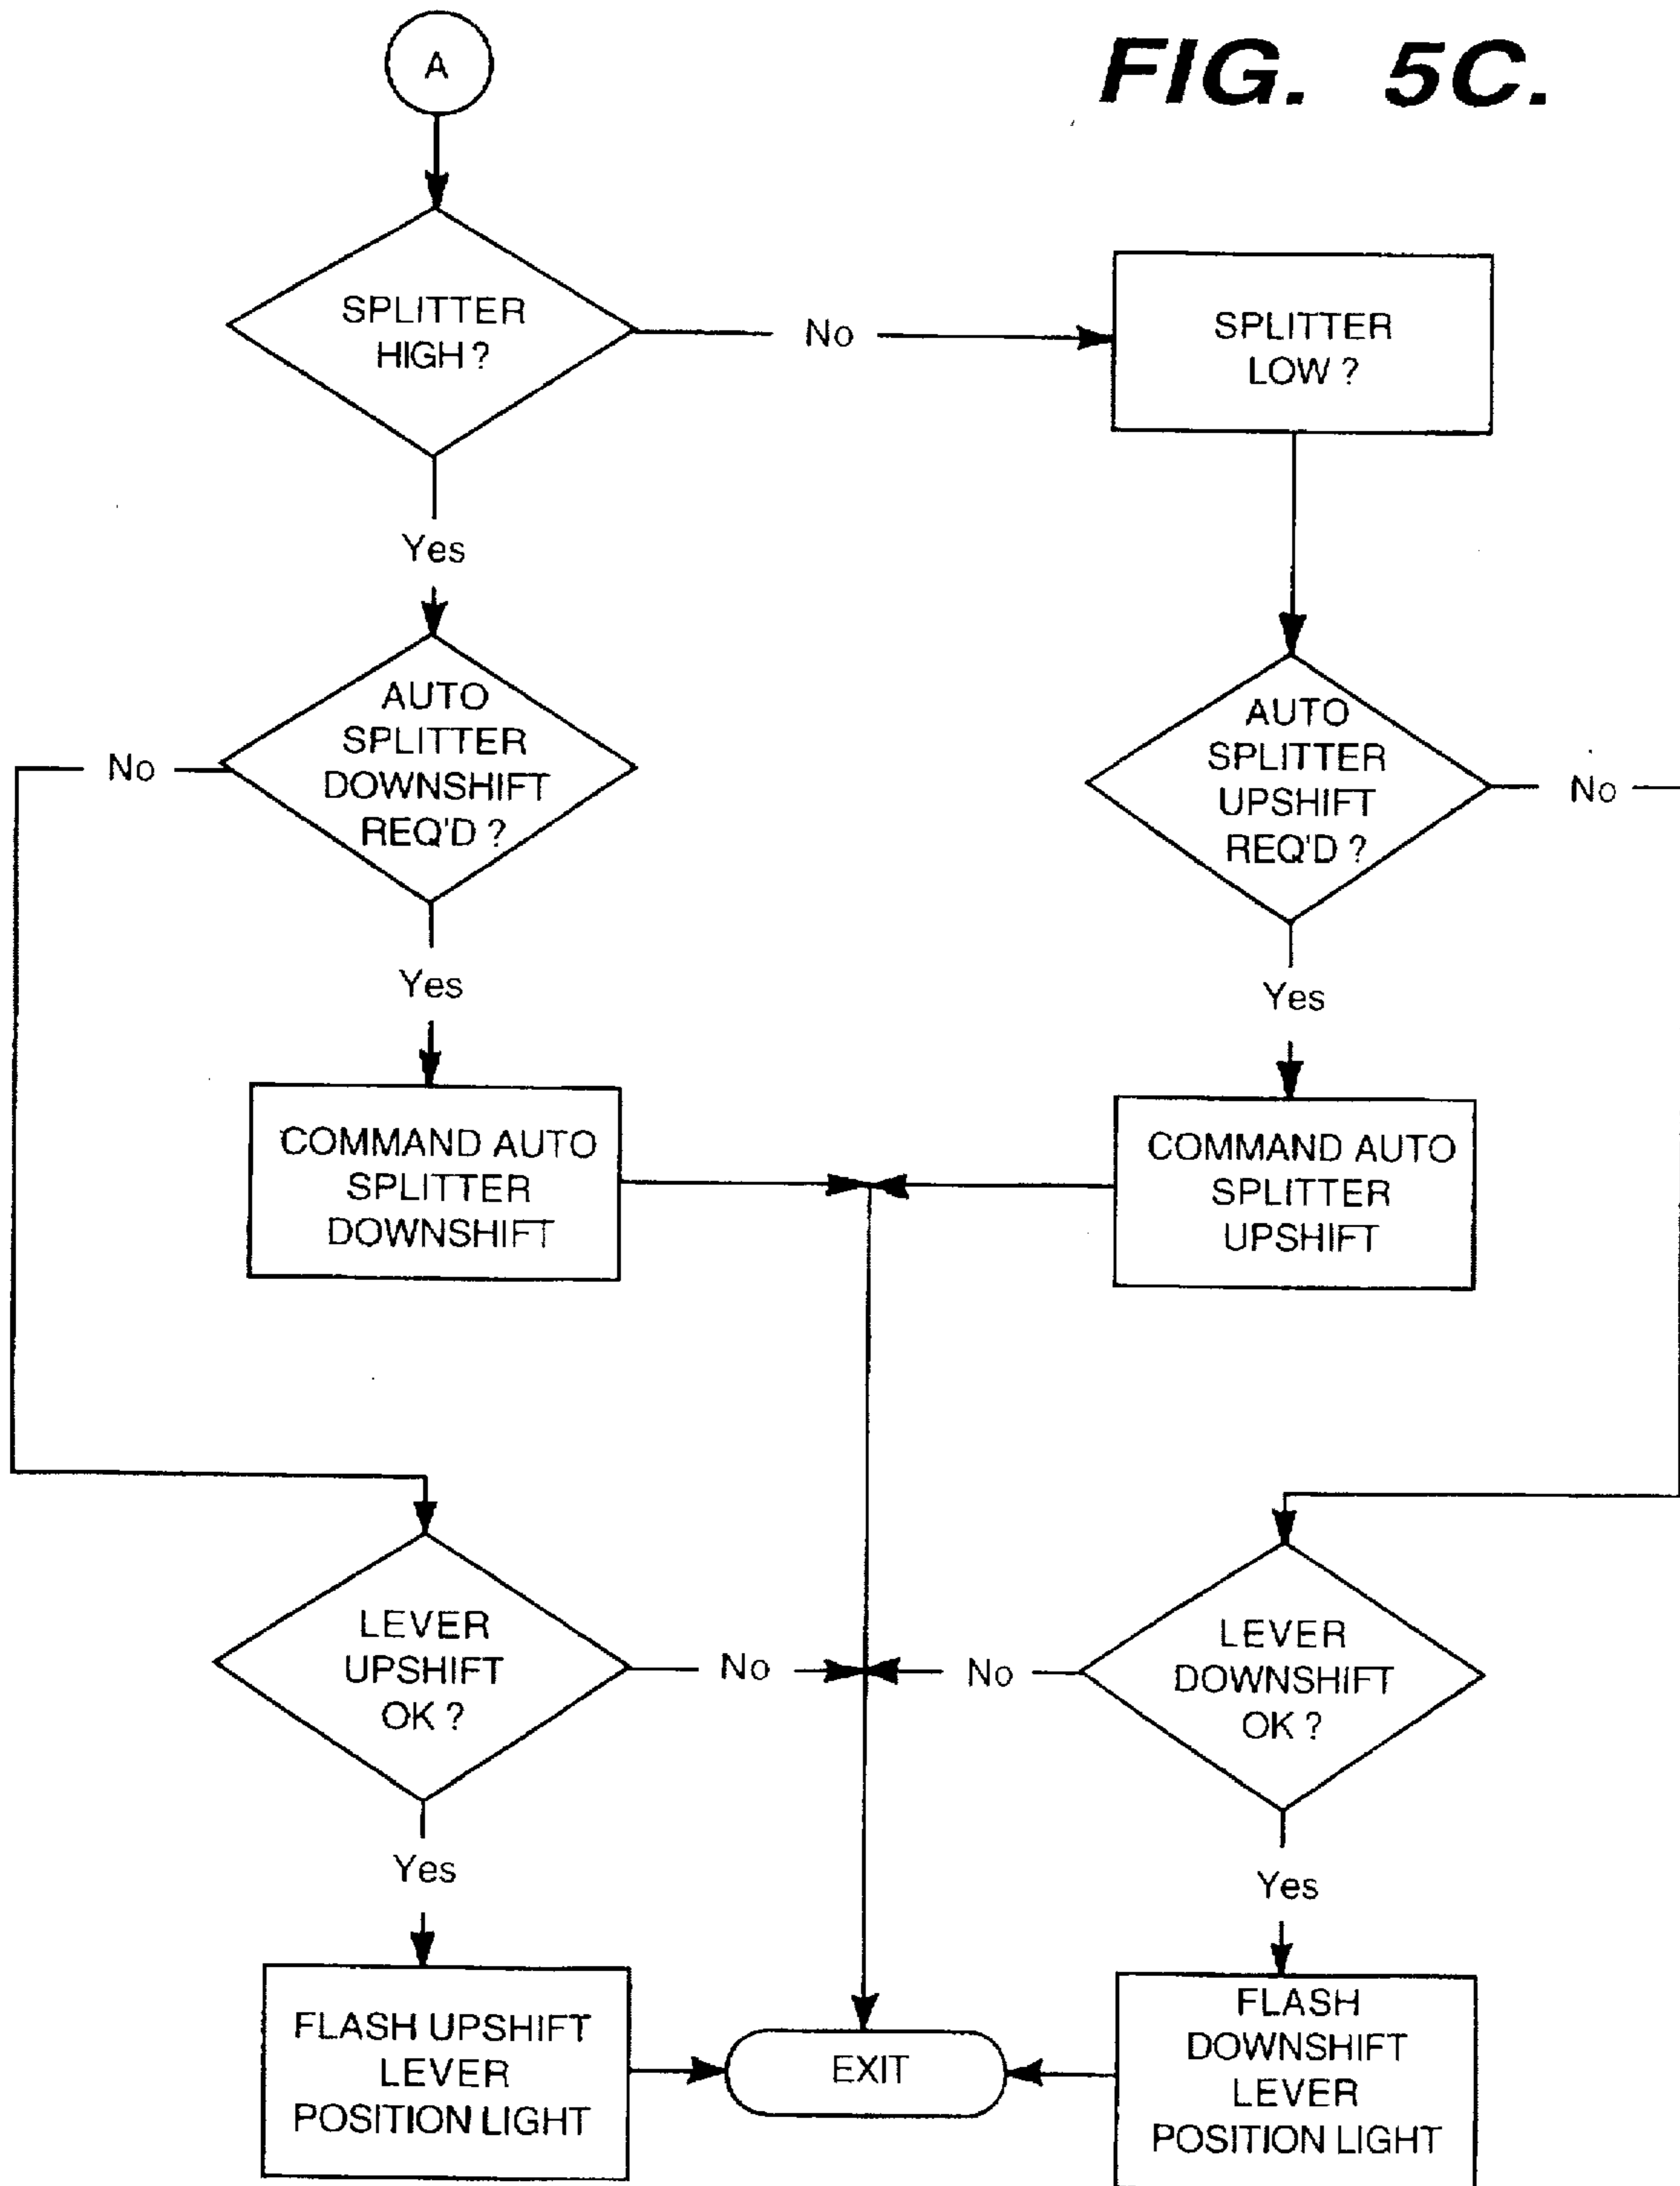 FIG. 5C.
A
SPLITTER
HIGH ?
No
SPLITTER
LOW ?
Yes
AUTO
SPLITTER
DOWNSHIFT
REQ'D ?
No
AUTO
SPLITTER
UPSHIFT
REQ'D ?
No
Yes
Yes
COMMAND AUTO
SPLITTER
DOWNSHIFT
COMMAND AUTO
SPLITTER
UPSHIFT
LEVER
UPSHIFT
OK ?
No
No
LEVER
DOWNSHIFT
OK ?
Yes
Yes
FLASH UPSHIFT
LEVER
POSITION LIGHT
EXIT
FLASH
DOWNSHIFT
LEVER
POSITION LIGHT